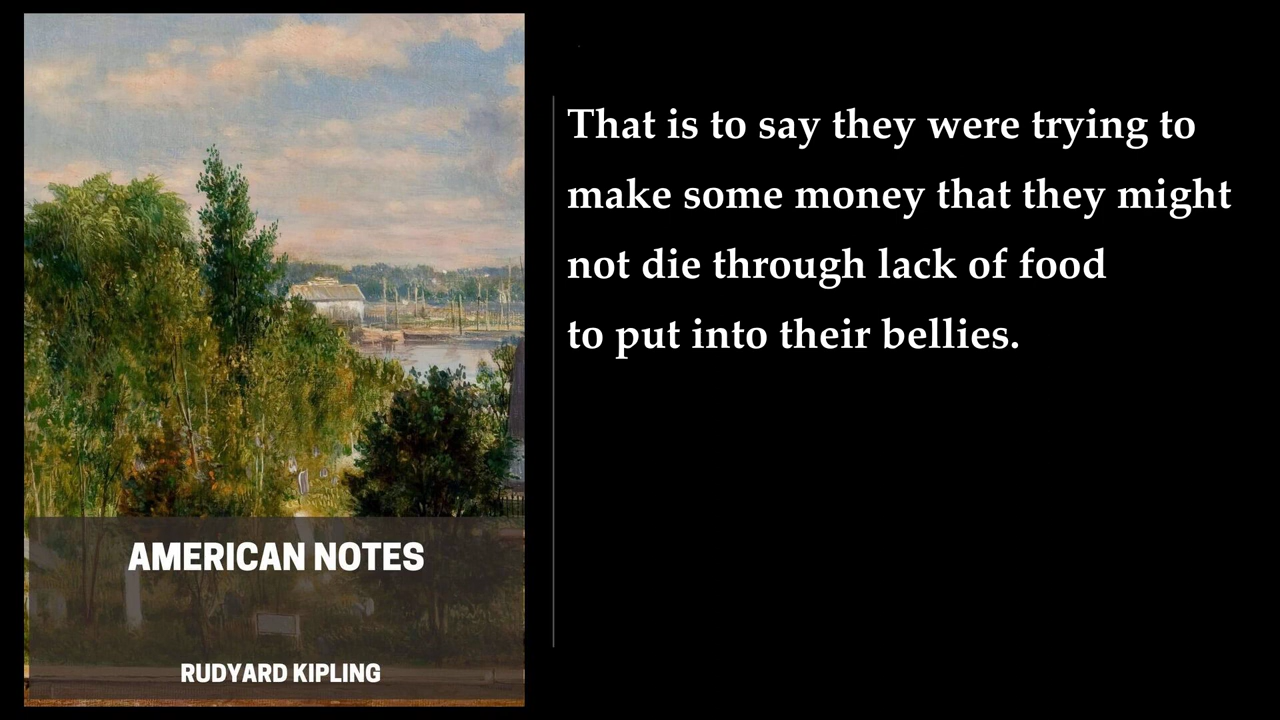 That is to say they were trying to
make some money that they might
not die through lack of food
to put into their bellies.
AMERICAN NOTES
RUDYARD KIPLING